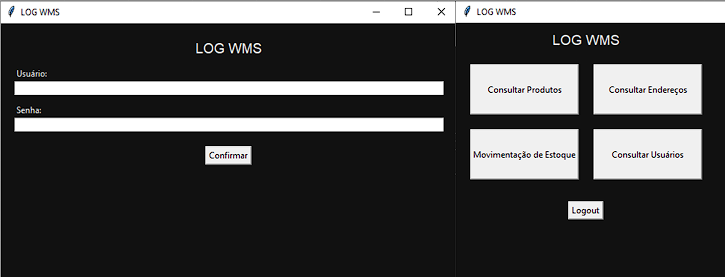 LOG WMS
LOG WMS
Usuário:
Senha:
Confirmar
LOG WMS
LOG WMS
Consultar Produtos
Consultar Endereços
Movimentação de Estoque
Consultar Usuários
Logout